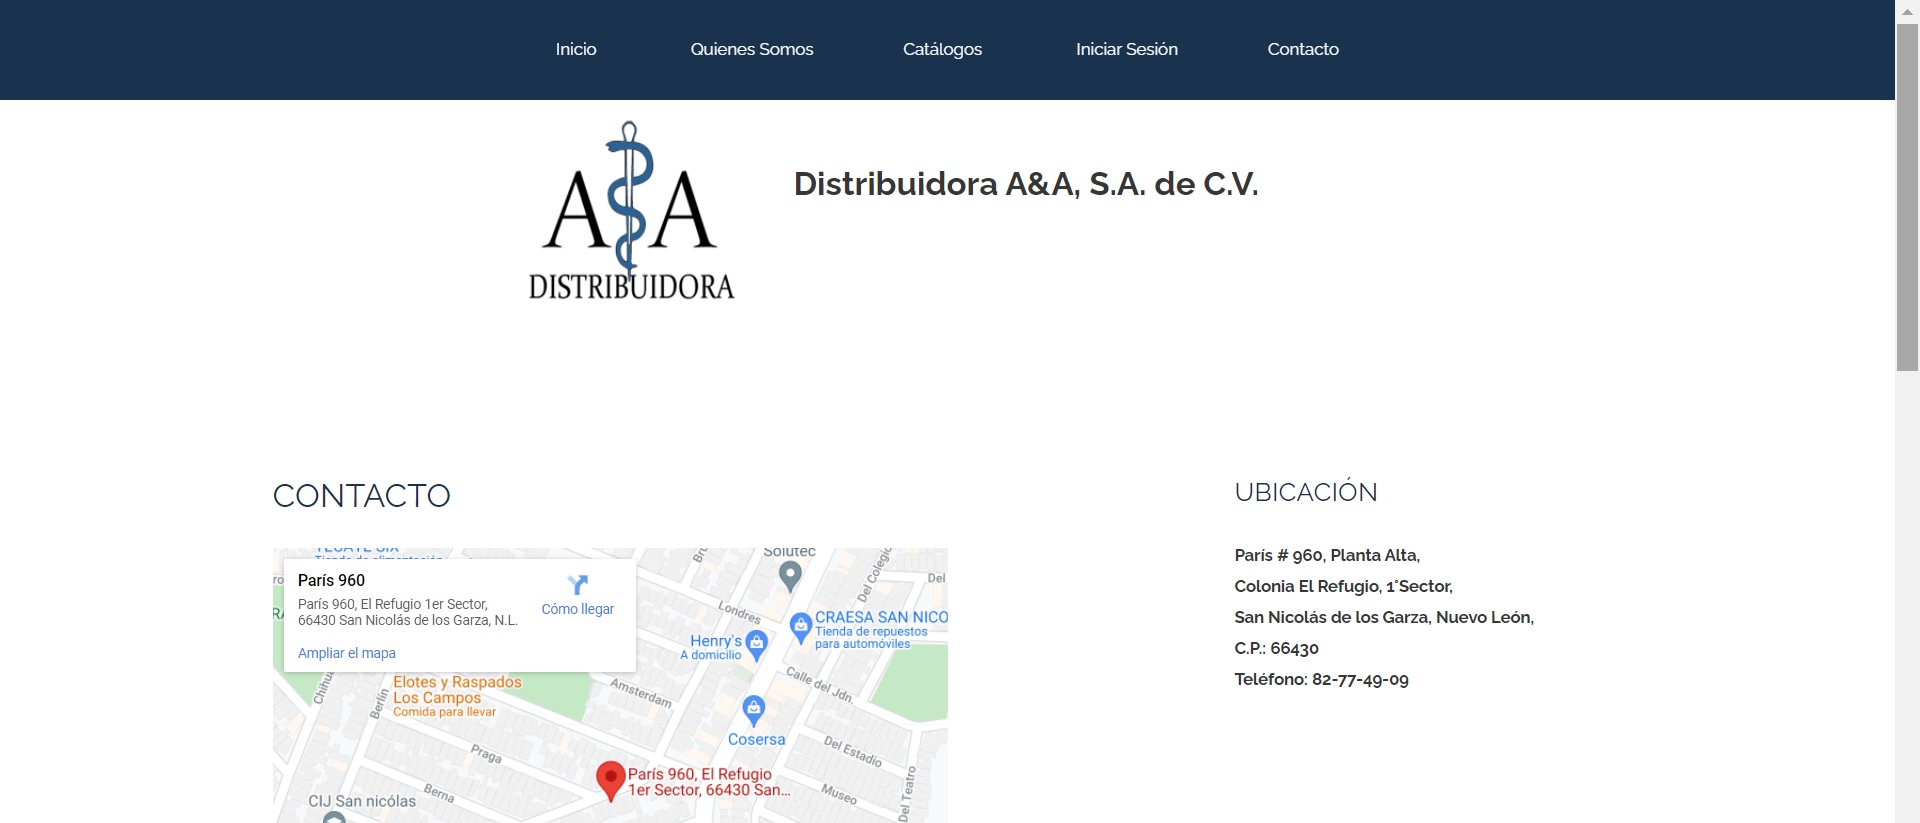 Inicio
Quienes Somos
Catálogos
Iniciar Sesión
Contacto
A A
DISTRIBUIDORA
Distribuidora A&A, S.A. de C.V.
CONTACTO
UBICACIÓN
París # 960, Planta Alta,
Colonia El Refugio, 1°Sector,
San Nicolás de los Garza, Nuevo León,
C.P.: 66430
Teléfono: 82-77-49-09
París 960
París 960, El Refugio 1er Sector,
66430 San Nicolás de los Garza, N.L.
Cómo llegar
Ampliar el mapa
Solutec
Del Colegio
Del
Londres
CRAESA SAN NICO
Tienda de repuestos
para automóviles
Henry's
A domicilio
Calle del Jdn.
Elotes y Raspados
Los Campos
Comida para llevar
Berlín
Amsterdam
Cosersa
Praga
Del Estadio
París 960, El Refugio
1er Sector, 66430 San...
Museo
Del Teatro
Berna
CIJ San nicólas